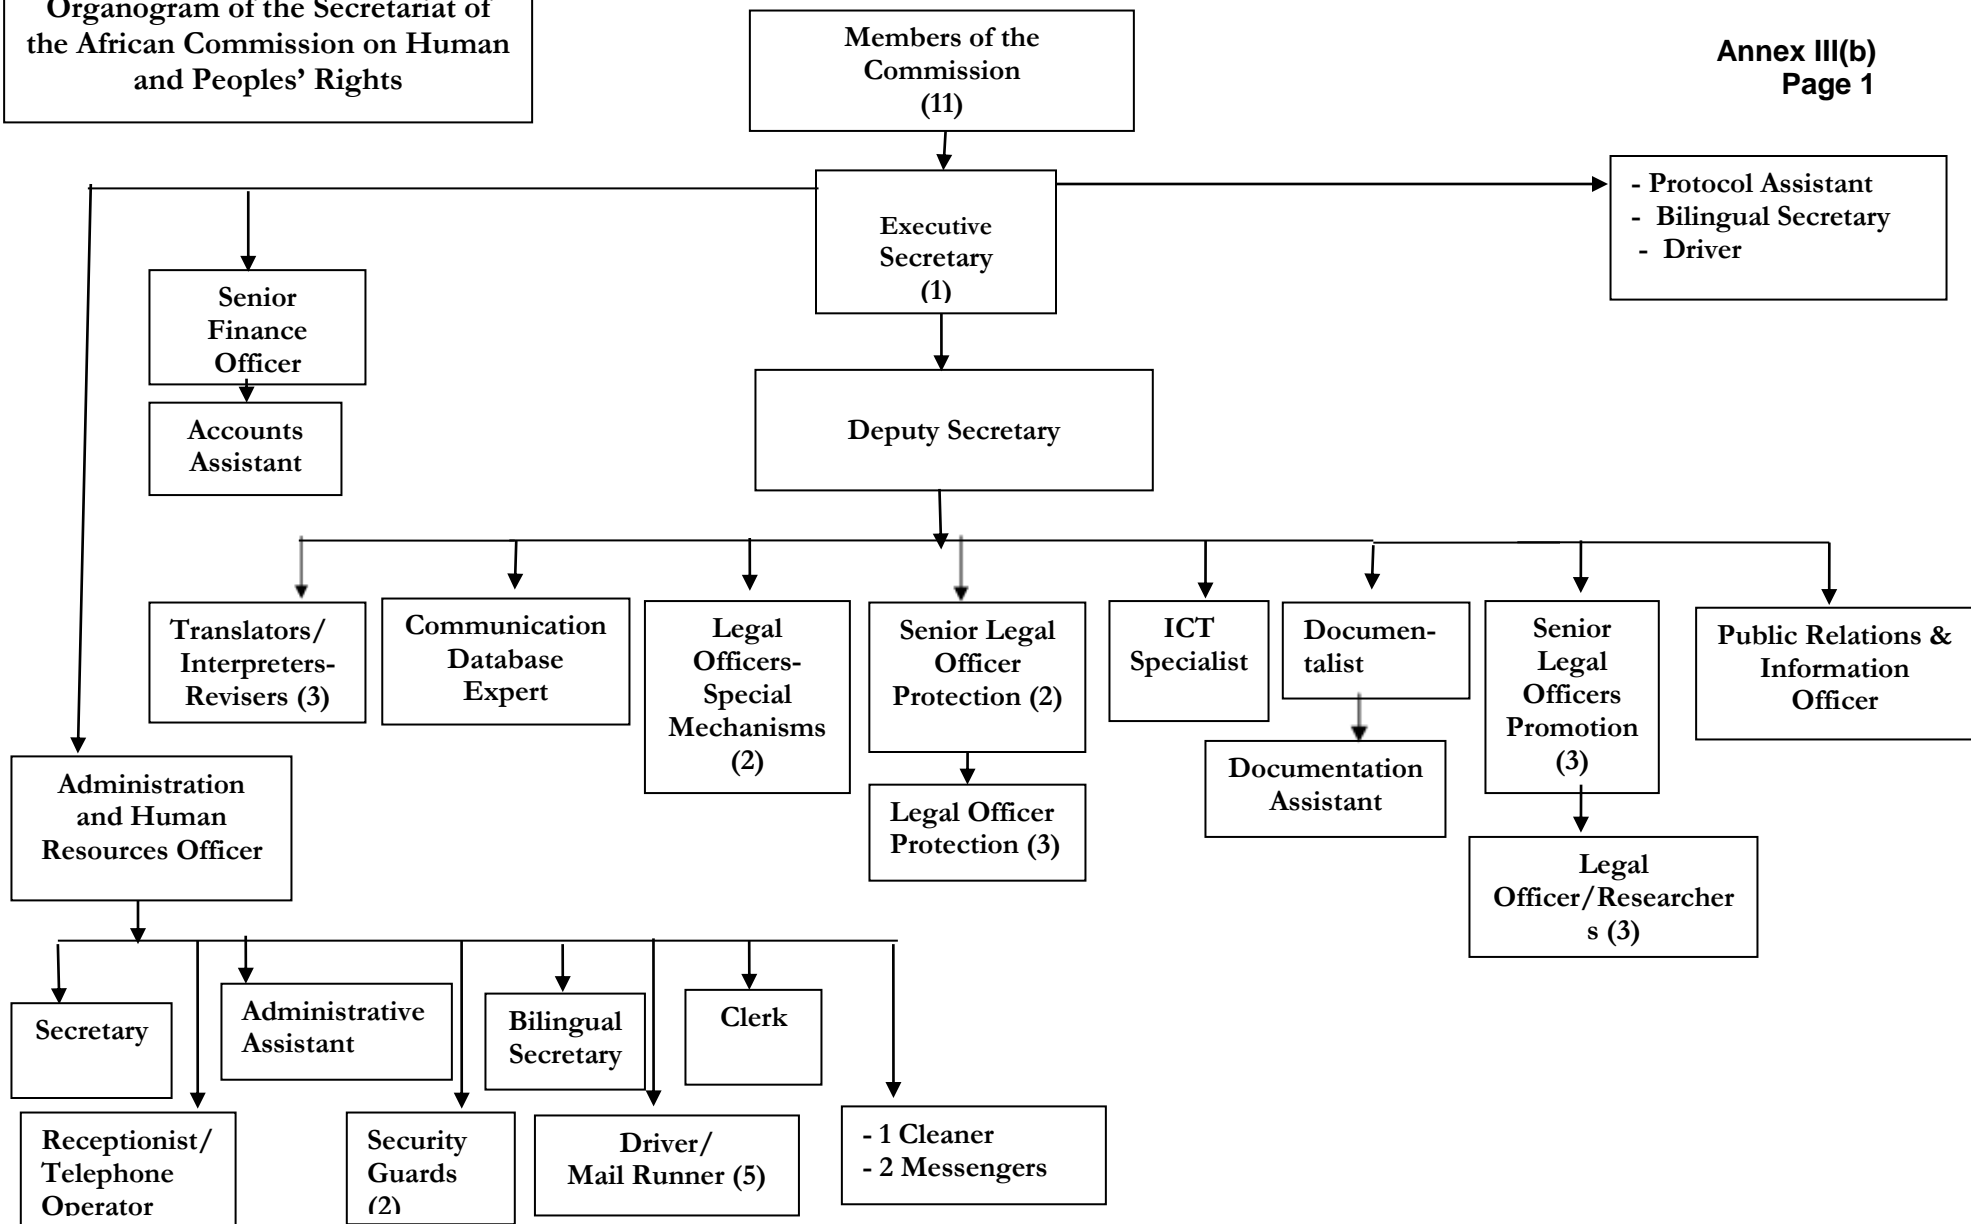 Organogram of the Secretariat of
the African Commission on Human
and Peoples' Rights
Members of the
Commission
(11)
Annex III(b)
Page 1
- Protocol Assistant
- Bilingual Secretary
- Driver
Executive
Secretary
(1)
Senior
Finance
Officer
Accounts
Assistant
Deputy Secretary
Translators/
Interpreters-
Revisers (3)
Communication
Database
Expert
Legal
Officers-
Special
Mechanisms
(2)
Senior Legal
Officer
Protection (2)
ICT
Specialist
Documen-
talist
Senior
Legal
Officers
Promotion
(3)
Public Relations &
Information
Officer
Administration
and Human
Resources Officer
Legal Officer
Protection (3)
Documentation
Assistant
Legal
Officer/Researcher
s (3)
Secretary
Administrative
Assistant
Bilingual
Secretary
Clerk
Receptionist/
Telephone
Operator
Security
Guards
(2)
Driver/
Mail Runner (5)
- 1 Cleaner
- 2 Messengers